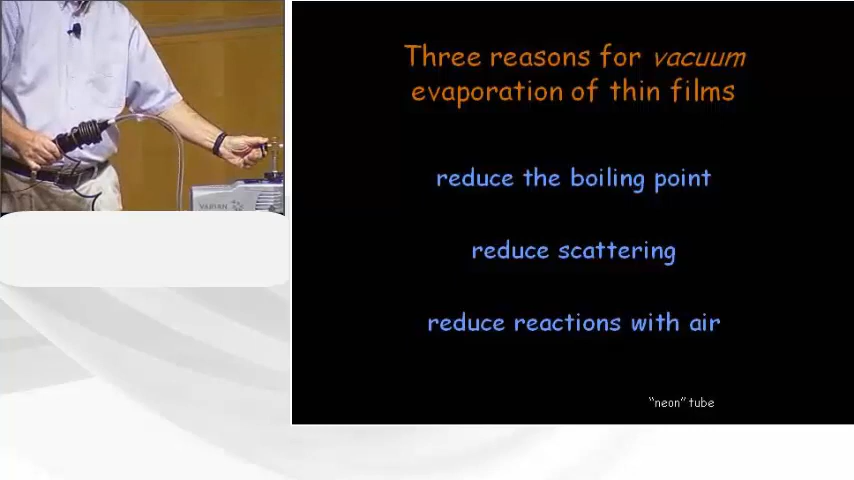 Three reasons for vacuum
evaporation of thin films
reduce the boiling point
reduce scattering
reduce reactions with air
"neon" tube
VARIAN